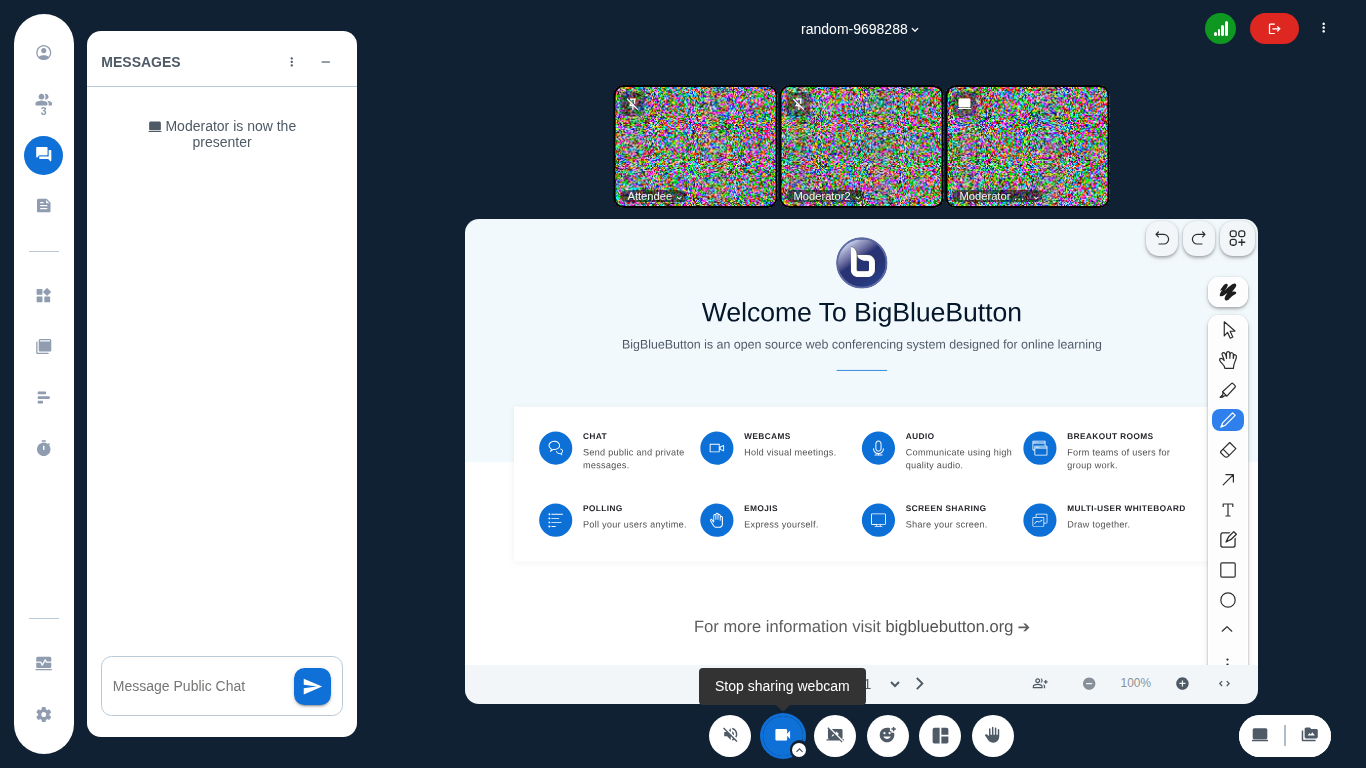 random-9698288
3
MESSAGES
Moderator is now the
presenter
Message Public Chat
Attendee
Moderator2
Moderator ...
Welcome To BigBlueButton
BigBlueButton is an open source web conferencing system designed for online learning
CHAT
Send public and private
messages.
WEBCAMS
Hold visual meetings.
AUDIO
Communicate using high
quality audio.
BREAKOUT ROOMS
Form teams of users for
group work.
POLLING
Poll your users anytime.
EMOJIS
Express yourself.
SCREEN SHARING
Share your screen.
MULTI-USER WHITEBOARD
Draw together.
For more information visit bigbluebutton.org →
Stop sharing webcam
1
100%